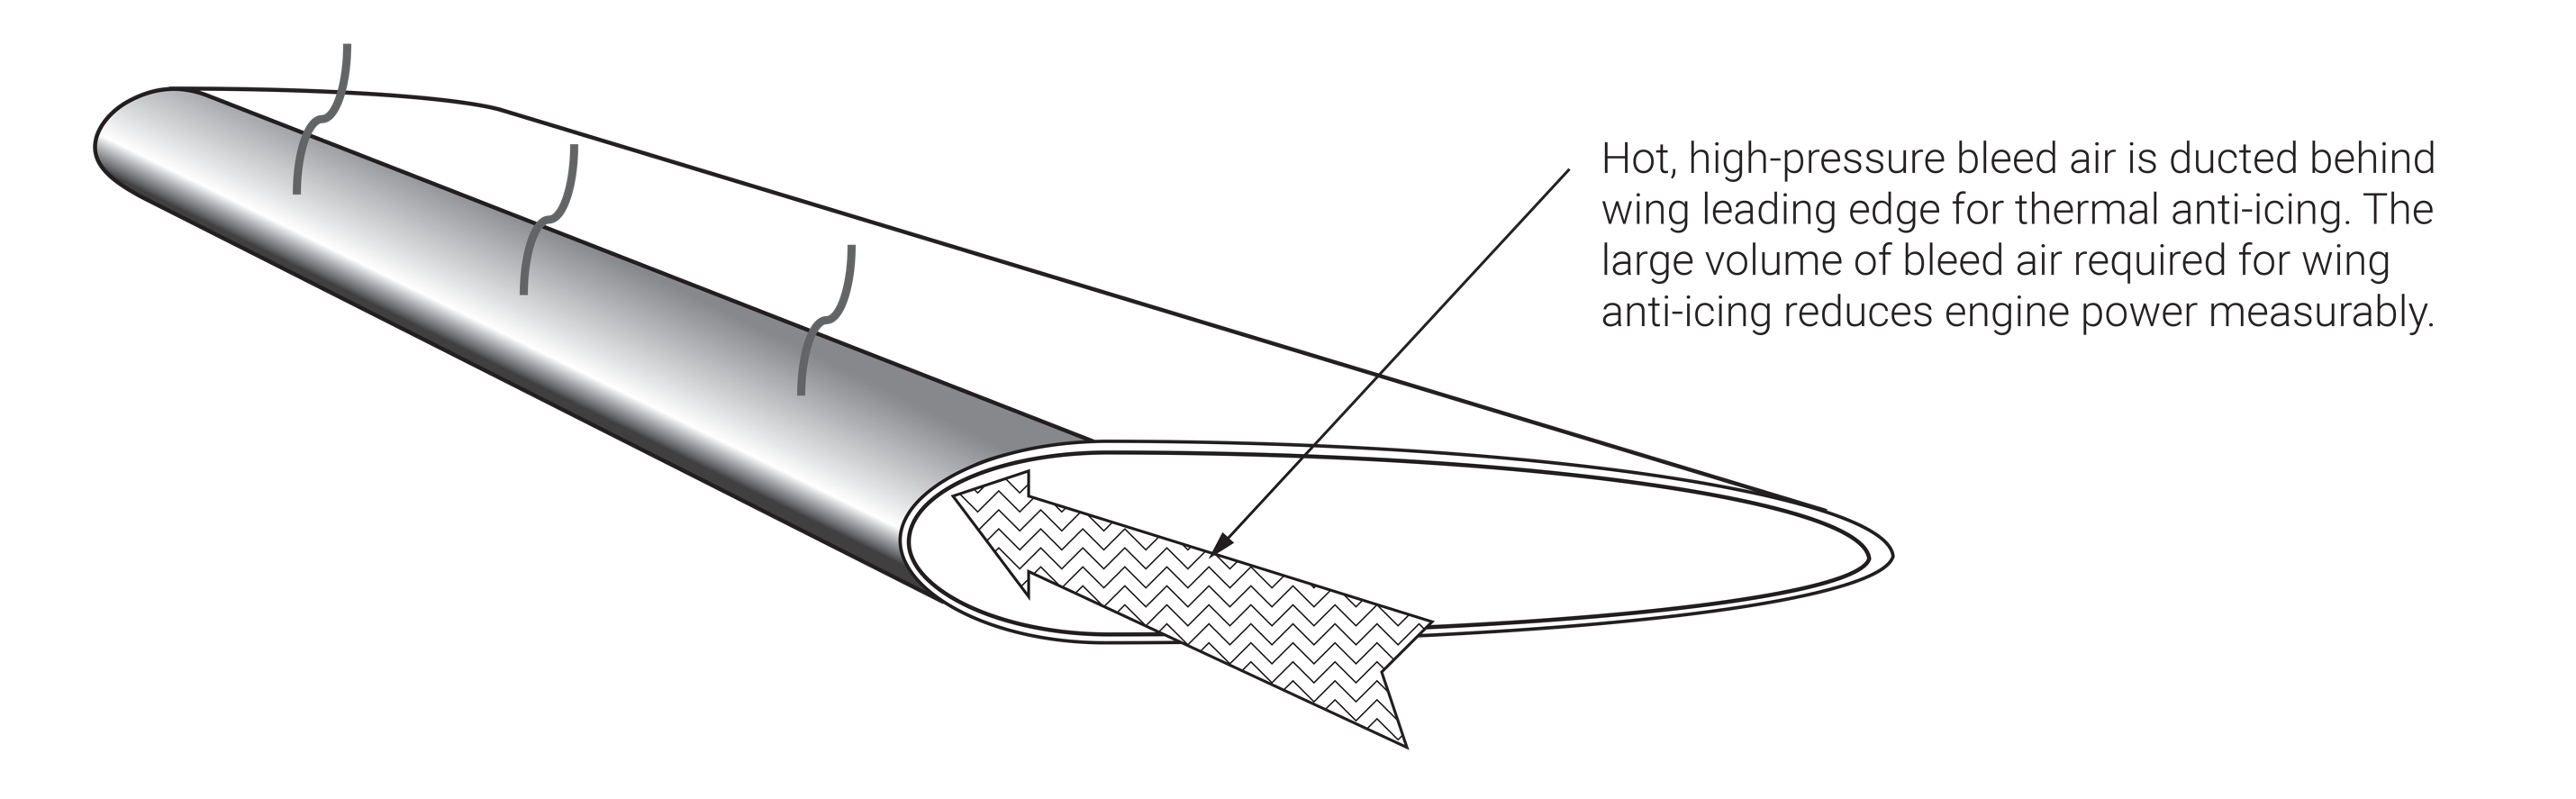 Hot, high-pressure bleed air is ducted behind
wing leading edge for thermal anti-icing. The
large volume of bleed air required for wing
anti-icing reduces engine power measurably.